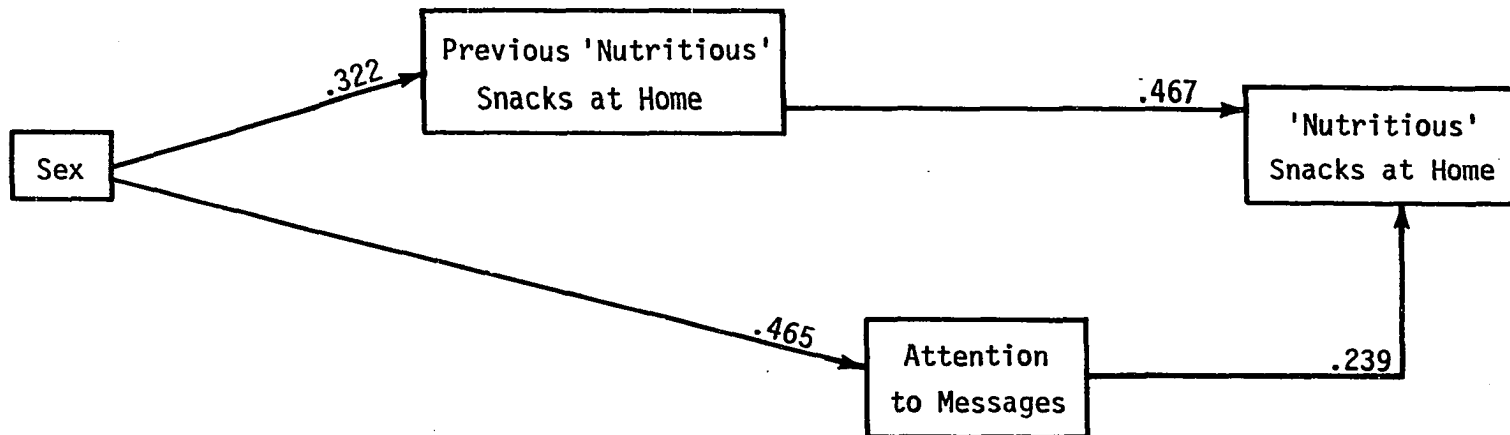 Previous 'Nutritious'
Snacks at Home
.322
.467
'Nutritious'
Snacks at Home
Sex
.465
Attention
to Messages
.239